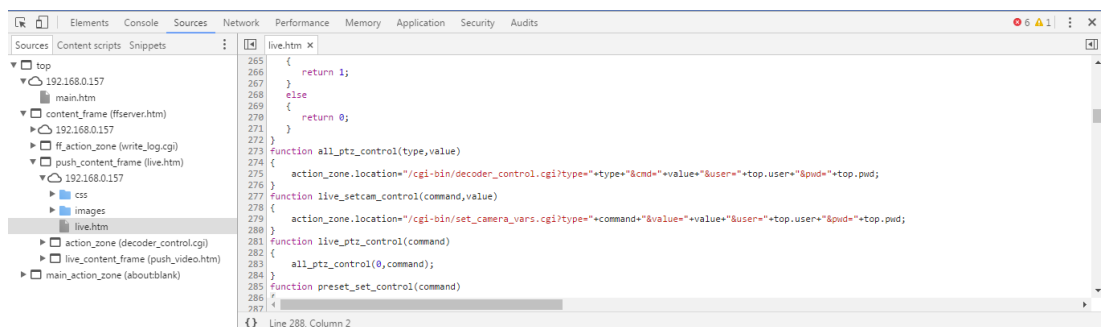 Elements Console Sources Network Performance Memory Application Security Audits 6 1
Sources Content scripts Snippets
live.htm
top
192.168.0.157
main.htm
content_frame (ffserver.htm)
192.168.0.157
ff_action_zone (write_log.cgi)
push_content_frame (live.htm)
192.168.0.157
css
images
live.htm
action_zone (decoder_control.cgi)
live_content_frame (push_video.htm)
main_action_zone (about:blank)
265 {
266 return 1;
267 }
268 else
269 {
270 return 0;
271 }
272 }
273 function all_ptz_control(type,value)
274 {
275 action_zone.location="/cgi-bin/decoder_control.cgi?type="+type+"&cmd="+value+"&user="+top.user+"&pwd="+top.pwd;
276 }
277 function live_setcam_control(command,value)
278 {
279 action_zone.location="/cgi-bin/set_camera_vars.cgi?type="+command+"&value="+value+"&user="+top.user+"&pwd="+top.pwd;
280 }
281 function live_ptz_control(command)
282 {
283 all_ptz_control(0,command);
284 }
285 function preset_set_control(command)
286 {
287
{} Line 288, Column 2